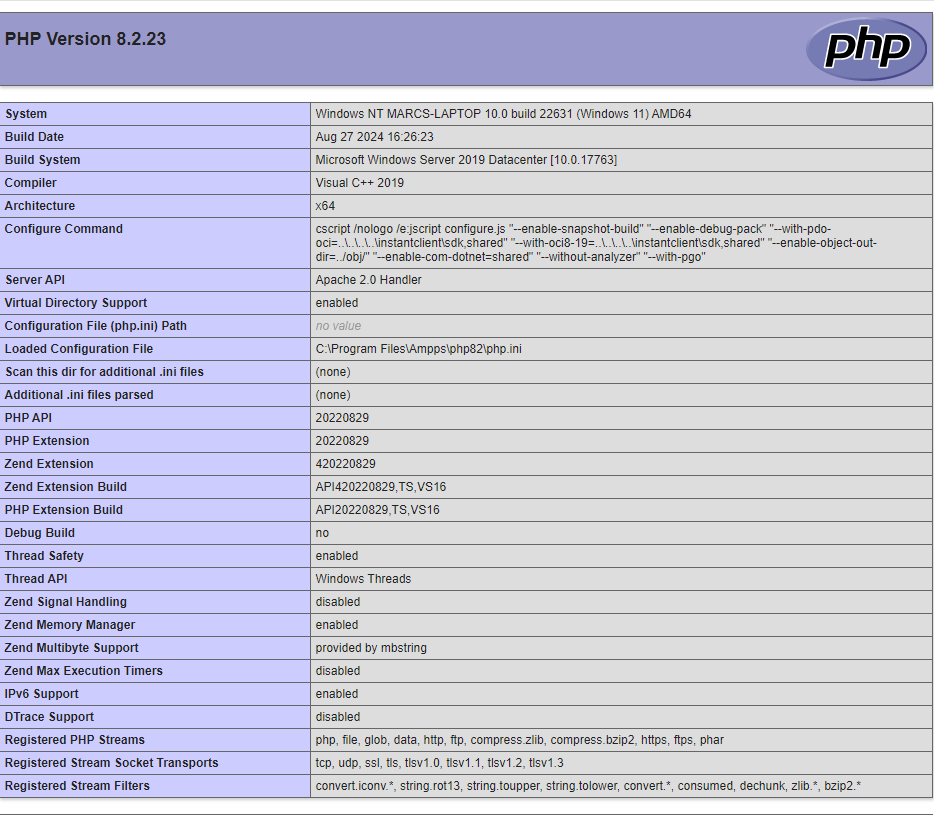 PHP Version 8.2.23
php
System Windows NT MARCS-LAPTOP 10.0 build 22631 (Windows 11) AMD64
Build Date Aug 27 2024 16:26:23
Build System Microsoft Windows Server 2019 Datacenter [10.0.17763]
Compiler Visual C++ 2019
Architecture x64
Configure Command cscript /nologo /e:jscript configure.js "--enable-snapshot-build" "--enable-debug-pack" "--with-pdo-
oci=..\..\..\..\instantclient\sdk,shared" "--with-oci8-19=..\..\..\..\instantclient\sdk,shared" "--enable-object-out-
dir=../obj/" "--enable-com-dotnet=shared" "--without-analyzer" "--with-pgo"
Server API Apache 2.0 Handler
Virtual Directory Support enabled
Configuration File (php.ini) Path no value
Loaded Configuration File C:\Program Files\Ampps\php82\php.ini
Scan this dir for additional .ini files (none)
Additional .ini files parsed (none)
PHP API 20220829
PHP Extension 20220829
Zend Extension 420220829
Zend Extension Build API420220829,TS,VS16
PHP Extension Build API20220829,TS,VS16
Debug Build no
Thread Safety enabled
Thread API Windows Threads
Zend Signal Handling disabled
Zend Memory Manager enabled
Zend Multibyte Support provided by mbstring
Zend Max Execution Timers disabled
IPv6 Support enabled
DTrace Support disabled
Registered PHP Streams php, file, glob, data, http, ftp, compress.zlib, compress.bzip2, https, ftps, phar
Registered Stream Socket Transports tcp, udp, ssl, tls, tlsv1.0, tlsv1.1, tlsv1.2, tlsv1.3
Registered Stream Filters convert.iconv.*, string.rot13, string.toupper, string.tolower, convert.*, consumed, dechunk, zlib.*, bzip2.*